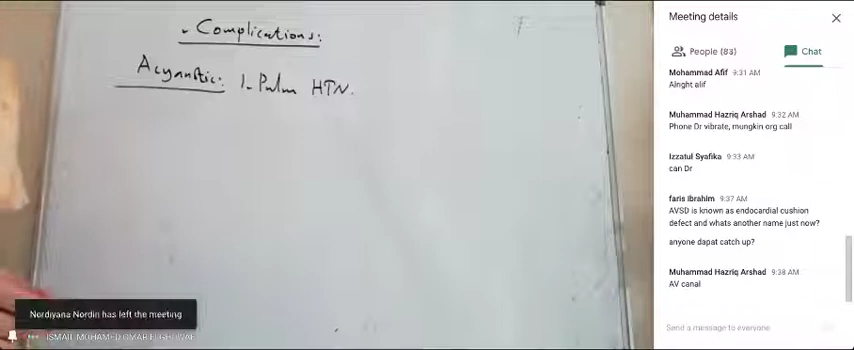 Complications:
Acyanotic: 1- Pulm HTN.
Nordiyana Nordin has left the meeting
ISMAIL MOHAMED OMAR
Meeting details
People (83)
Chat
Mohammad Afif 9:31 AM
Alright alif
Muhammad Hazriq Arshad 9:32 AM
Phone Dr vibrate, mungkin org call
Izzatul Syafika 9:33 AM
can Dr
faris Ibrahim 9:37 AM
AVSD is known as endocardial cushion
defect and whats another name just now?
anyone dapat catch up?
Muhammad Hazriq Arshad 9:38 AM
AV canal
Send a message to everyone